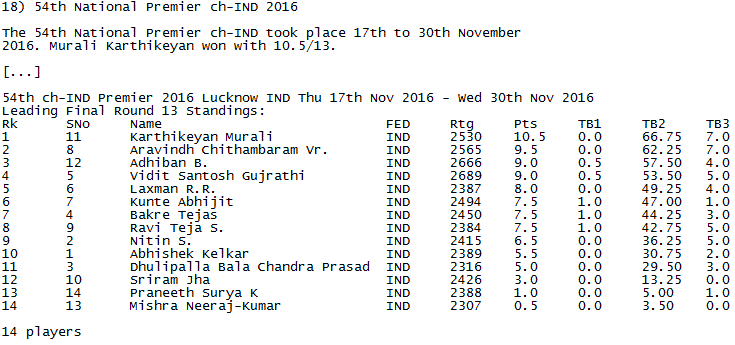 18) 54th National Premier ch-IND 2016
The 54th National Premier ch-IND took place 17th to 30th November
2016. Murali Karthikeyan won with 10.5/13.
[...]
54th ch-IND Premier 2016 Lucknow IND Thu 17th Nov 2016 - Wed 30th Nov 2016
Leading Final Round 13 Standings:
Rk SNo Name FED Rtg Pts TB1 TB2 TB3
1 11 Karthikeyan Murali IND 2530 10.5 0.0 66.75 7.0
2 8 Aravindh Chithambaram Vr. IND 2565 9.5 0.0 62.25 7.0
3 12 Adhiban B. IND 2666 9.0 0.5 57.50 4.0
4 5 Vidit Santosh Gujrathi IND 2689 9.0 0.5 53.50 5.0
5 6 Laxman R.R. IND 2387 8.0 0.0 49.25 4.0
6 7 Kunte Abhijit IND 2494 7.5 1.0 47.00 1.0
7 4 Bakre Tejas IND 2450 7.5 1.0 44.25 3.0
8 9 Ravi Teja S. IND 2384 7.5 1.0 42.75 5.0
9 2 Nitin S. IND 2415 6.5 0.0 36.25 5.0
10 1 Abhishek Kelkar IND 2389 5.5 0.0 30.75 2.0
11 3 Dhulipalla Bala Chandra Prasad IND 2316 5.0 0.0 29.50 3.0
12 10 Sriram Jha IND 2426 3.0 0.0 13.25 0.0
13 14 Praneeth Surya K IND 2388 1.0 0.0 5.00 1.0
14 13 Mishra Neeraj-Kumar IND 2307 0.5 0.0 3.50 0.0
14 players